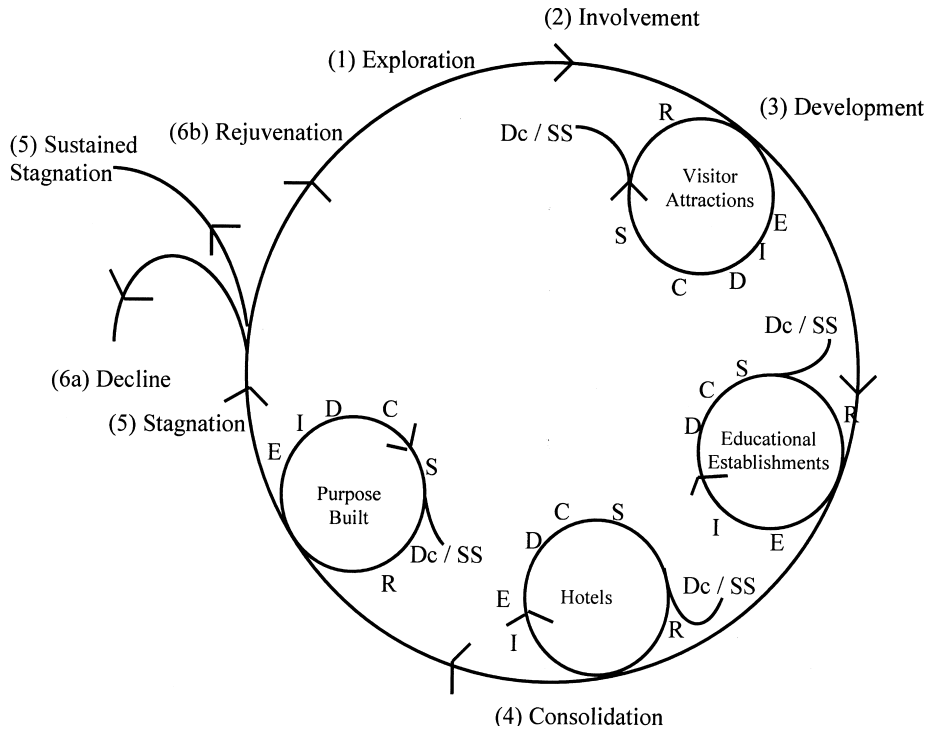 (2) Involvement
(1) Exploration
(3) Development
(6b) Rejuvenation
(5) Sustained
Stagnation
(6a) Decline
(5) Stagnation
(4) Consolidation
R
Dc / SS
Visitor
Attractions
E
S
I
D
C
Dc / SS
S
C
R
D
Educational
Establishments
I
E
C
S
D
Dc / SS
Hotels
E
R
I
D
C
I
E
S
Purpose
Built
Dc / SS
R